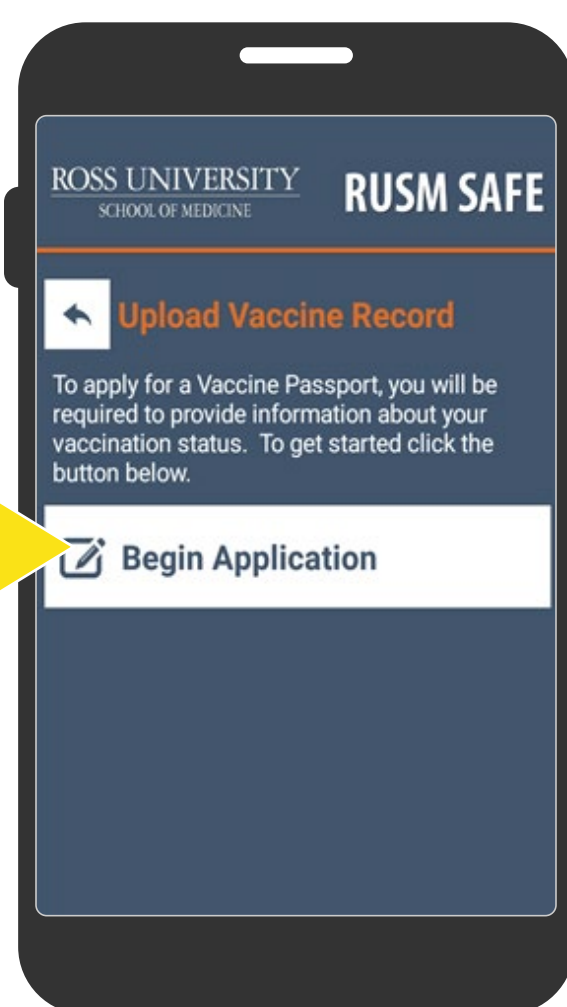 ROSS UNIVERSITY
SCHOOL OF MEDICINE
RUSM SAFE
Upload Vaccine Record
To apply for a Vaccine Passport, you will be
required to provide information about your
vaccination status.  To get started click the
button below.
Begin Application